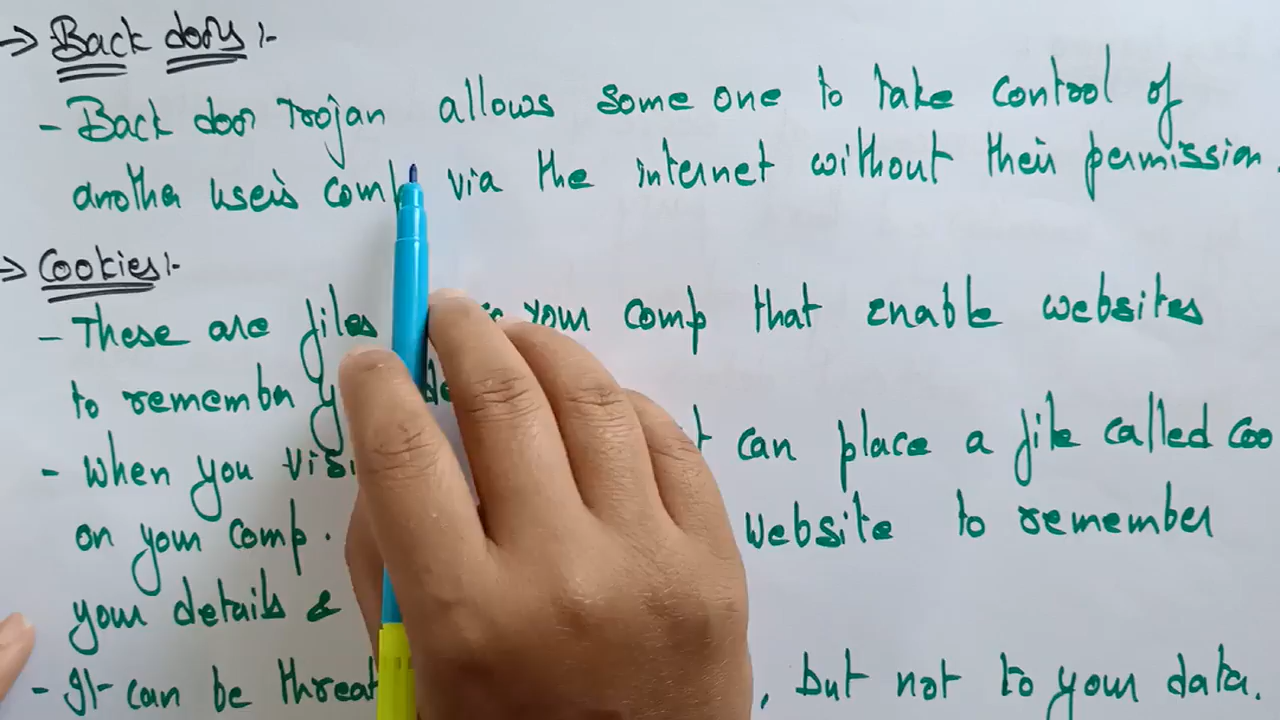 → Back doors :-
- Back door Trojan allows some one to take control of
another user's comp via the internet without their permission.
→ Cookies :-
- These are files your comp that enable websites
to remember
- When you can place a file called coo
on your comp. website to remember
your details &
- It can be threat , but not to your data.